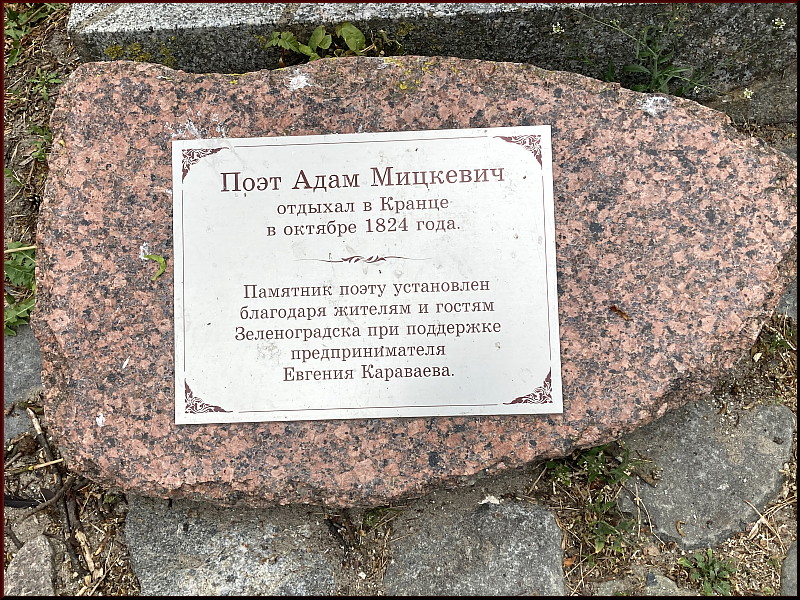 Поэт Адам Мицкевич
отдыхал в Кранце
в октябре 1824 года.
Памятник поэту установлен
благодаря жителям и гостям
Зеленоградска при поддержке
предпринимателя
Евгения Караваева.